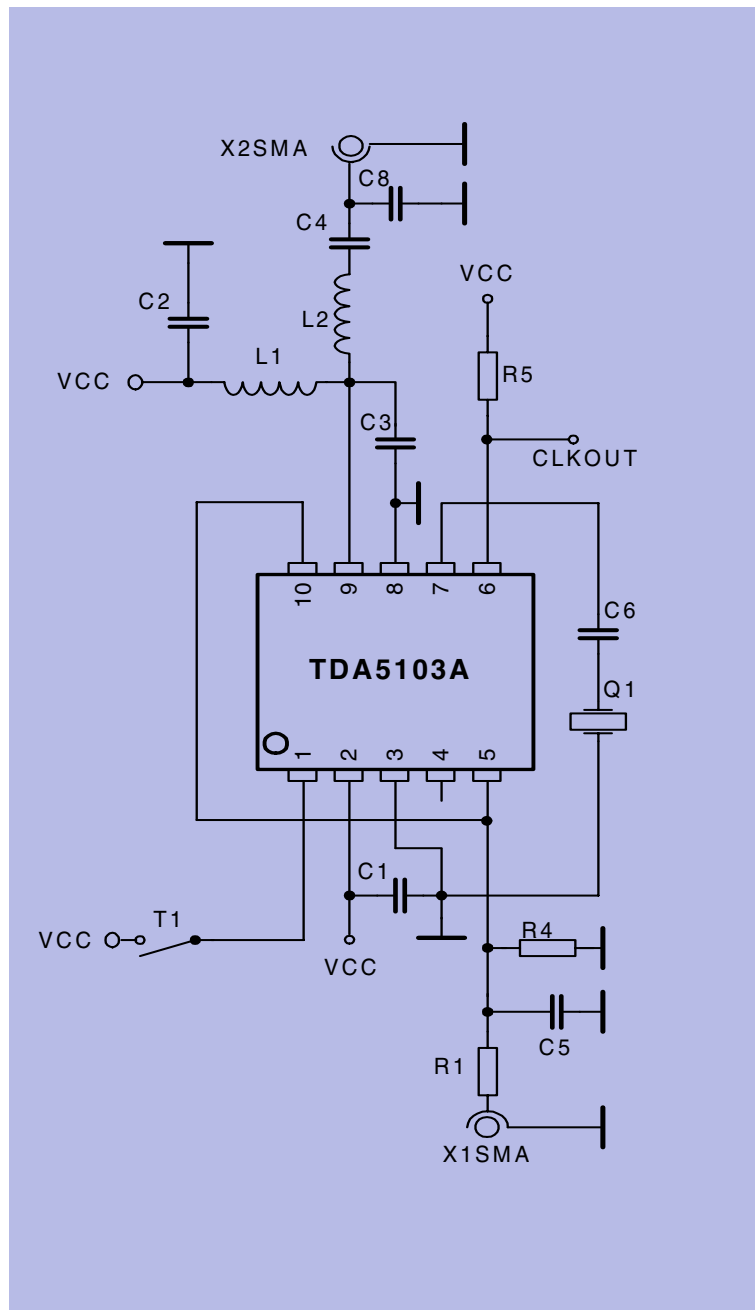 X2SMA
C8
C4
VCC
C2
L2
L1
R5
VCC
C3
CLKOUT
10 9 8 7 6
C6
TDA5103A
Q1
1 2 3 4 5
C1
T1
R4
VCC
VCC
C5
R1
X1SMA